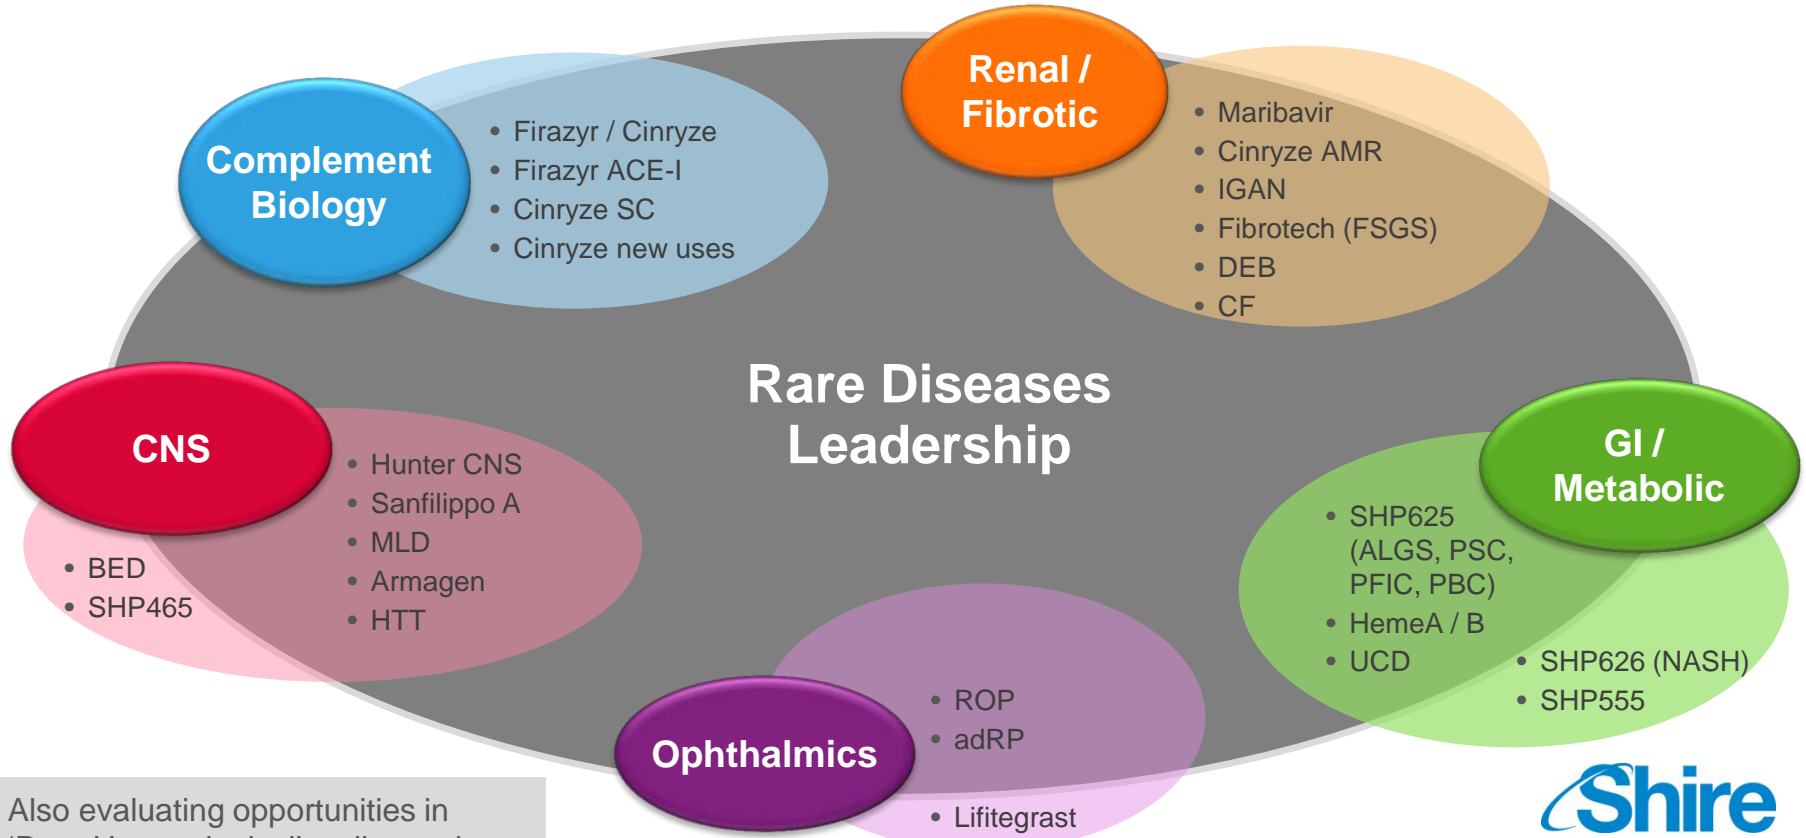 Renal /
Fibrotic
• Maribavir
• Cinryze AMR
• IGAN
• Fibrotech (FSGS)
• DEB
• CF
Complement
Biology
• Firazyr / Cinryze
• Firazyr ACE-I
• Cinryze SC
• Cinryze new uses
Rare Diseases
Leadership
CNS
• Hunter CNS
• Sanfilippo A
• MLD
• Armagen
• HTT
• BED
• SHP465
GI /
Metabolic
• SHP625
(ALGS, PSC,
PFIC, PBC)
• HemeA / B
• UCD
• SHP626 (NASH)
• SHP555
Ophthalmics
• ROP
• adRP
• Lifitegrast
Also evaluating opportunities in
Shire